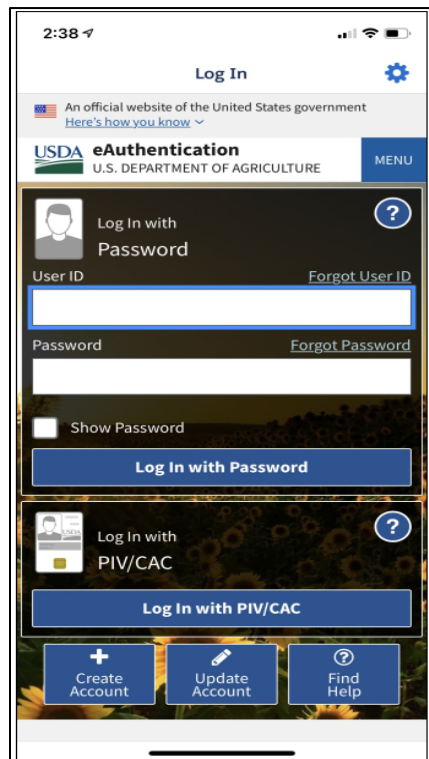 2:38
Log In
An official website of the United States government
Here's how you know
USDA eAuthentication
U.S. DEPARTMENT OF AGRICULTURE
MENU
Log In with
Password
?
User ID
Forgot User ID
Password
Forgot Password
Show Password
Log In with Password
USDA
Log In with
PIV/CAC
?
Log In with PIV/CAC
Create
Account
Update
Account
?
Find
Help